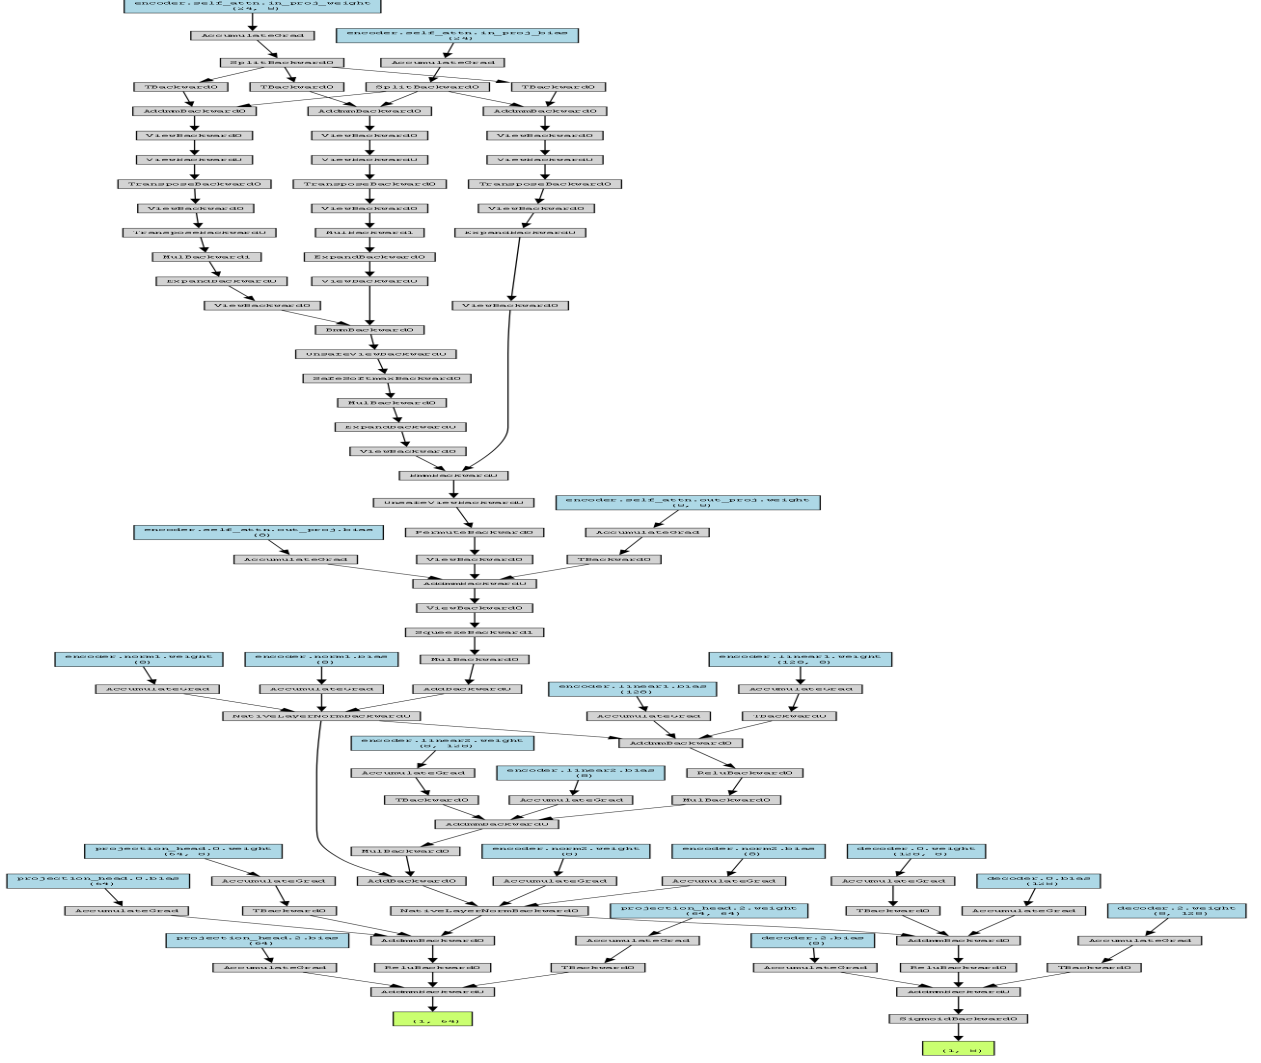 encoder.self_attn.in_proj_weight
(24, 8)
AccumulateGrad
encoder.self_attn.in_proj_bias
(24)
SplitBackward0
AccumulateGrad
TBackward0
TBackward0
SplitBackward0
TBackward0
AddmmBackward0
AddmmBackward0
AddmmBackward0
ViewBackward0
ViewBackward0
ViewBackward0
ViewBackward0
ViewBackward0
ViewBackward0
TransposeBackward0
TransposeBackward0
TransposeBackward0
ViewBackward0
ViewBackward0
ViewBackward0
TransposeBackward0
MulBackward1
ExpandBackward0
MulBackward1
ExpandBackward0
ExpandBackward0
ViewBackward0
ViewBackward0
ViewBackward0
BmmBackward0
UnsafeViewBackward0
SafeSoftmaxBackward0
MulBackward0
ExpandBackward0
ViewBackward0
BmmBackward0
UnsafeViewBackward0
encoder.self_attn.out_proj.weight
(8, 8)
encoder.self_attn.out_proj.bias
(8)
PermuteBackward0
AccumulateGrad
AccumulateGrad
ViewBackward0
TBackward0
AddmmBackward0
ViewBackward0
SqueezeBackward1
encoder.norm1.weight
(8)
encoder.norm1.bias
(8)
MulBackward0
encoder.linear1.weight
(128, 8)
AccumulateGrad
AccumulateGrad
AddBackward0
encoder.linear1.bias
(128)
AccumulateGrad
NativeLayerNormBackward0
AccumulateGrad
TBackward0
encoder.linear2.weight
(8, 128)
AddmmBackward0
AccumulateGrad
encoder.linear2.bias
(8)
ReluBackward0
TBackward0
AccumulateGrad
MulBackward0
AddmmBackward0
projection_head.0.weight
(64, 8)
MulBackward0
encoder.norm2.weight
(8)
encoder.norm2.bias
(8)
decoder.0.weight
(128, 8)
projection_head.0.bias
(64)
AccumulateGrad
AddBackward0
AccumulateGrad
AccumulateGrad
AccumulateGrad
decoder.0.bias
(128)
AccumulateGrad
TBackward0
NativeLayerNormBackward0
projection_head.2.weight
(64, 64)
TBackward0
AccumulateGrad
decoder.2.weight
(8, 128)
projection_head.2.bias
(64)
AddmmBackward0
AccumulateGrad
decoder.2.bias
(8)
AddmmBackward0
AccumulateGrad
AccumulateGrad
ReluBackward0
TBackward0
AccumulateGrad
ReluBackward0
TBackward0
AddmmBackward0
AddmmBackward0
(1, 64)
SigmoidBackward0
(1, 8)